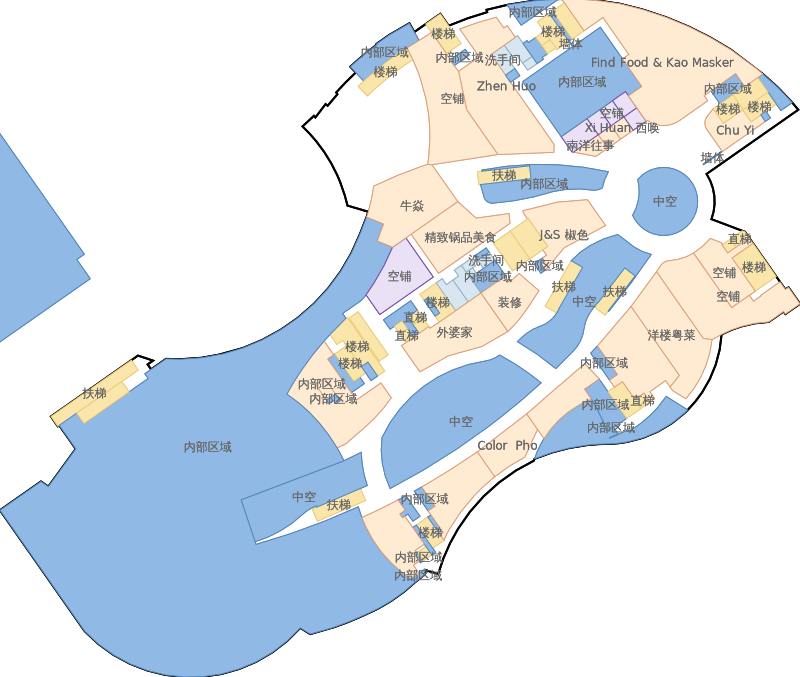 内部区域
楼梯
内部区域
楼梯
墙体
内部区域
洗手间
Find Food & Kao Masker
楼梯
内部区域
Zhen Huo
内部区域
空铺
楼梯
楼梯
空铺
Xi Huan 西唤
Chu Yi
南洋往事
墙体
扶梯
内部区域
中空
牛焱
精致锅品美食
J&S 椒色
直梯
洗手间
内部区域
楼梯
空铺
内部区域
空铺
扶梯
扶梯
空铺
楼梯
装修
中空
直梯
外婆家
直梯
洋楼粤菜
楼梯
楼梯
内部区域
内部区域
扶梯
内部区域
内部区域
直梯
中空
内部区域
Color Pho
内部区域
中空
扶梯
内部区域
楼梯
内部区域
内部区域